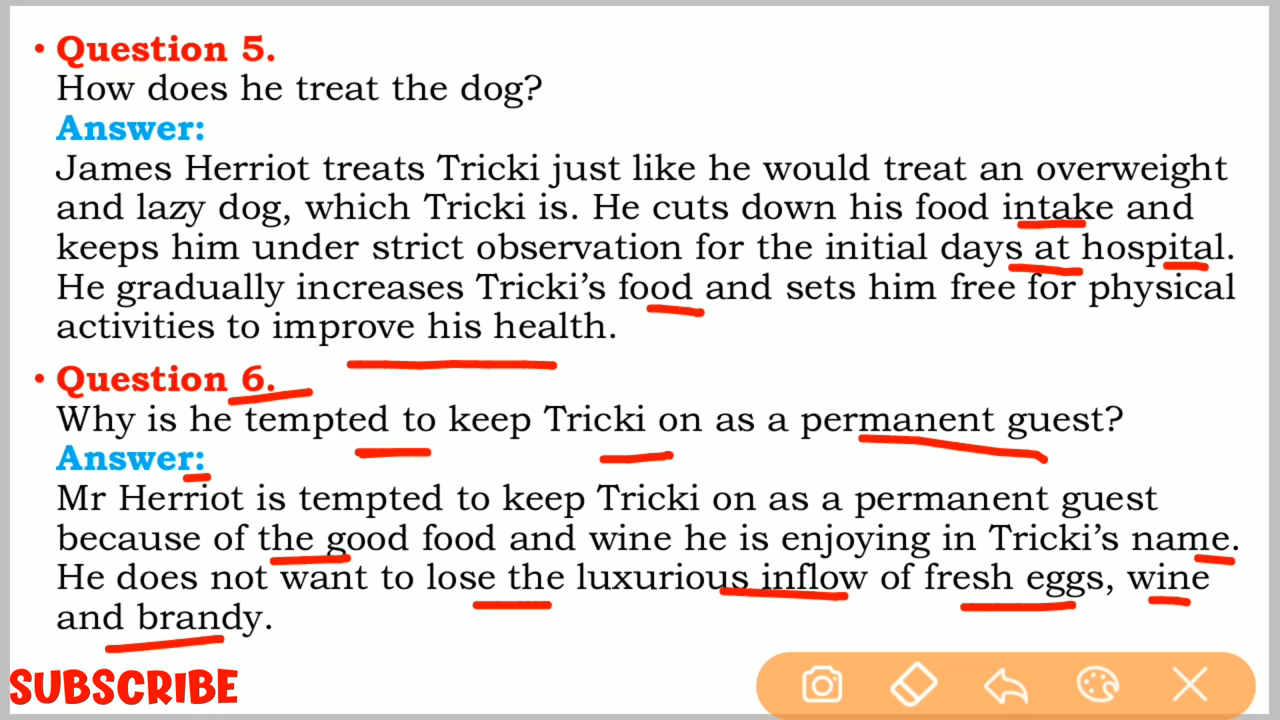 • Question 5.
How does he treat the dog?
Answer:
James Herriot treats Tricki just like he would treat an overweight
and lazy dog, which Tricki is. He cuts down his food intake and
keeps him under strict observation for the initial days at hospital.
He gradually increases Tricki's food and sets him free for physical
activities to improve his health.
• Question 6.
Why is he tempted to keep Tricki on as a permanent guest?
Answer:
Mr Herriot is tempted to keep Tricki on as a permanent guest
because of the good food and wine he is enjoying in Tricki's name.
He does not want to lose the luxurious inflow of fresh eggs, wine
and brandy.
SUBSCRIBE